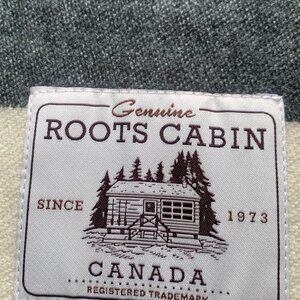 Genuine
ROOTS CABIN
SINCE 1973
CANADA
REGISTERED TRADEMARK